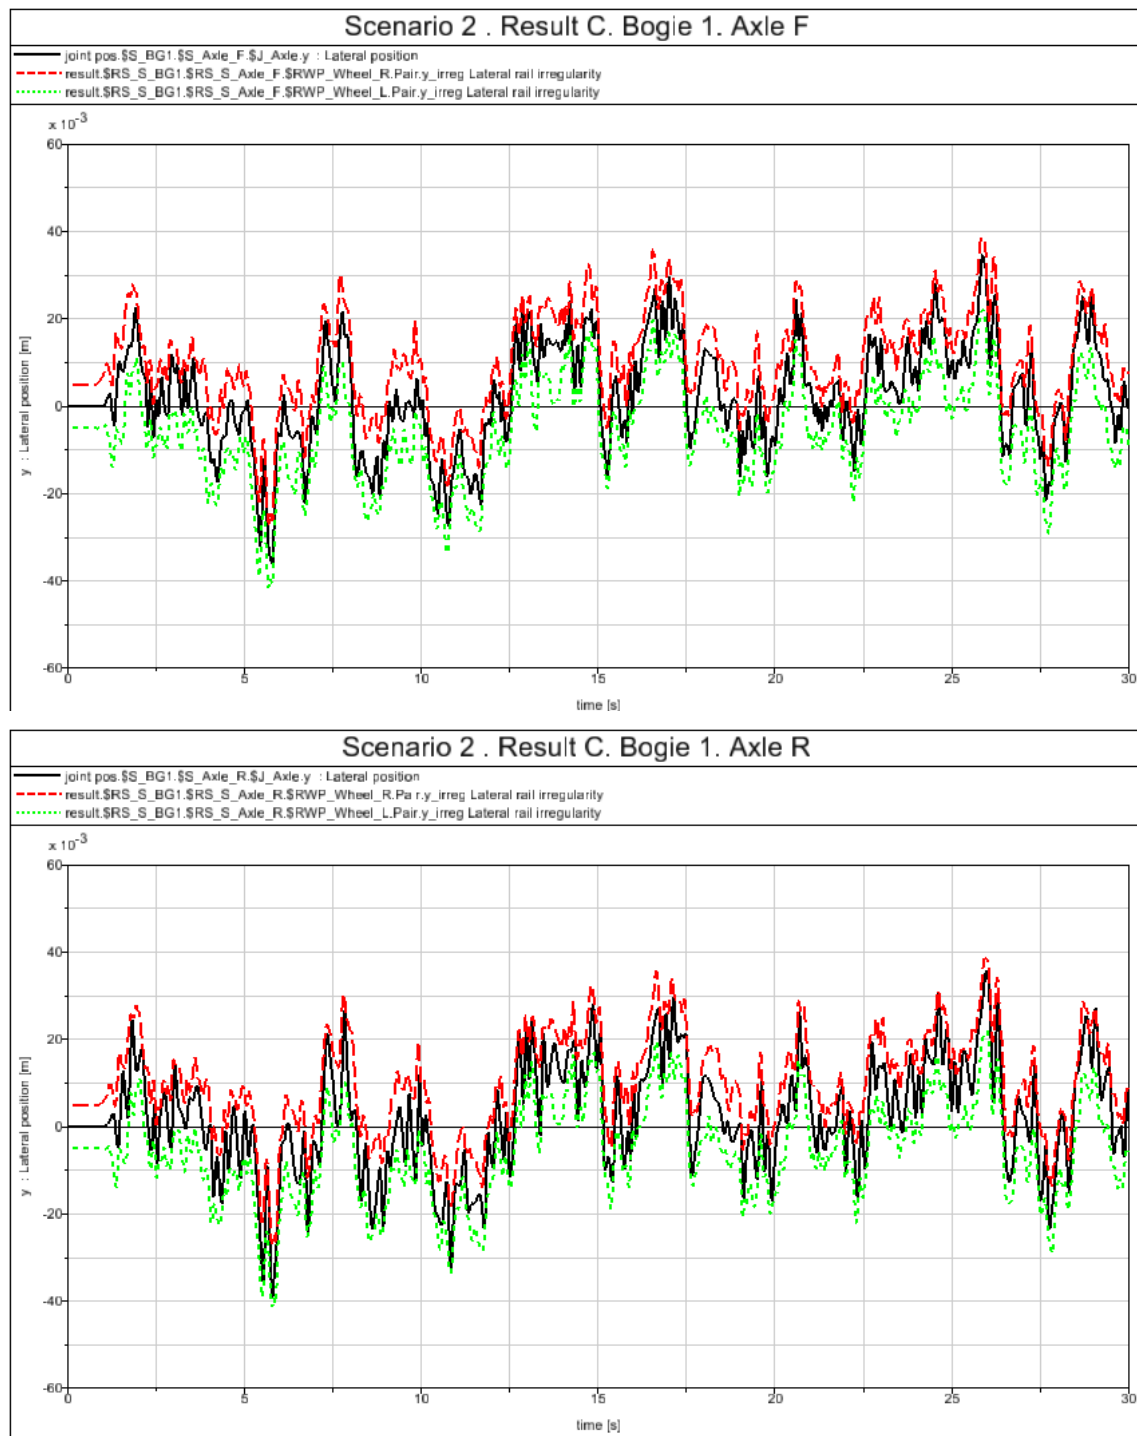 Scenario 2 . Result C. Bogie 1. Axle F
joint pos.$S_BG1.$S_Axle_F.$J_Axle.y : Lateral position
result.$RS_S_BG1.$RS_S_Axle_F.$RWP_Wheel_R.Pair.y_irreg Lateral rail irregularity
result.$RS_S_BG1.$RS_S_Axle_F.$RWP_Wheel_L.Pair.y_irreg Lateral rail irregularity
x 10-3
60
40
20
0
-20
-40
-60
y : Lateral position [m]
0 5 10 15 20 25 30
time [s]
Scenario 2 . Result C. Bogie 1. Axle R
joint pos.$S_BG1.$S_Axle_R.$J_Axle.y : Lateral position
result.$RS_S_BG1.$RS_S_Axle_R.$RWP_Wheel_R.Pair.y_irreg Lateral rail irregularity
result.$RS_S_BG1.$RS_S_Axle_R.$RWP_Wheel_L.Pair.y_irreg Lateral rail irregularity
x 10-3
60
40
20
0
-20
-40
-60
y : Lateral position [m]
0 5 10 15 20 25 30
time [s]